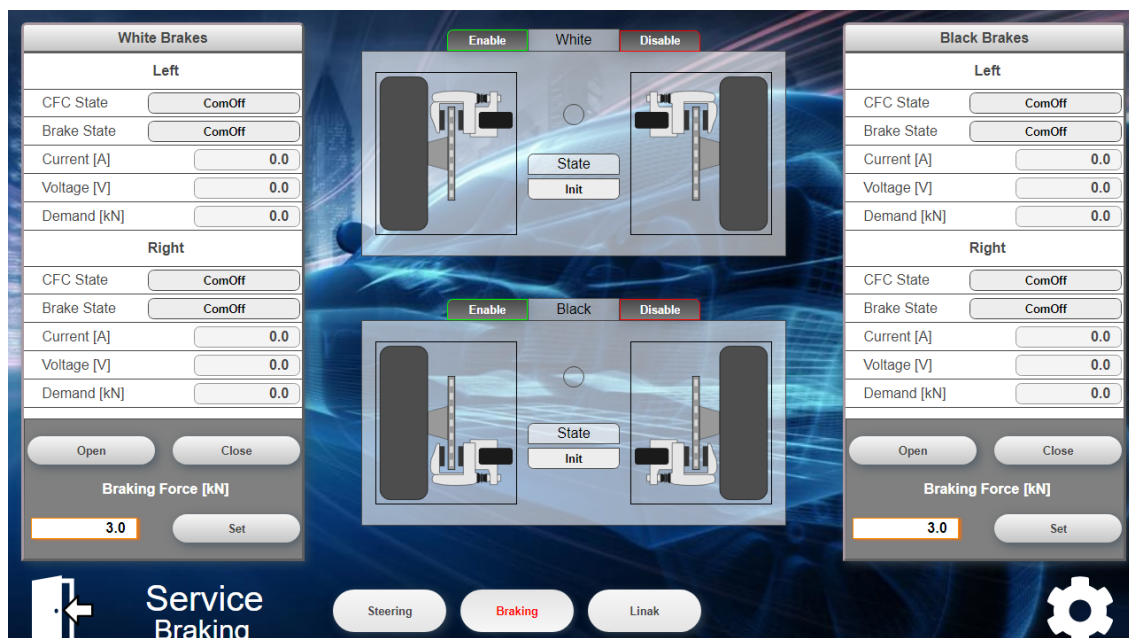 White Brakes
Left
CFC State ComOff
Brake State ComOff
Current [A] 0.0
Voltage [V] 0.0
Demand [kN] 0.0
Right
CFC State ComOff
Brake State ComOff
Current [A] 0.0
Voltage [V] 0.0
Demand [kN] 0.0
Open Close
Braking Force [kN]
3.0 Set
Enable White Disable
State
Init
Enable Black Disable
State
Init
Black Brakes
Left
CFC State ComOff
Brake State ComOff
Current [A] 0.0
Voltage [V] 0.0
Demand [kN] 0.0
Right
CFC State ComOff
Brake State ComOff
Current [A] 0.0
Voltage [V] 0.0
Demand [kN] 0.0
Open Close
Braking Force [kN]
3.0 Set
Service
Braking
Steering Braking Linak